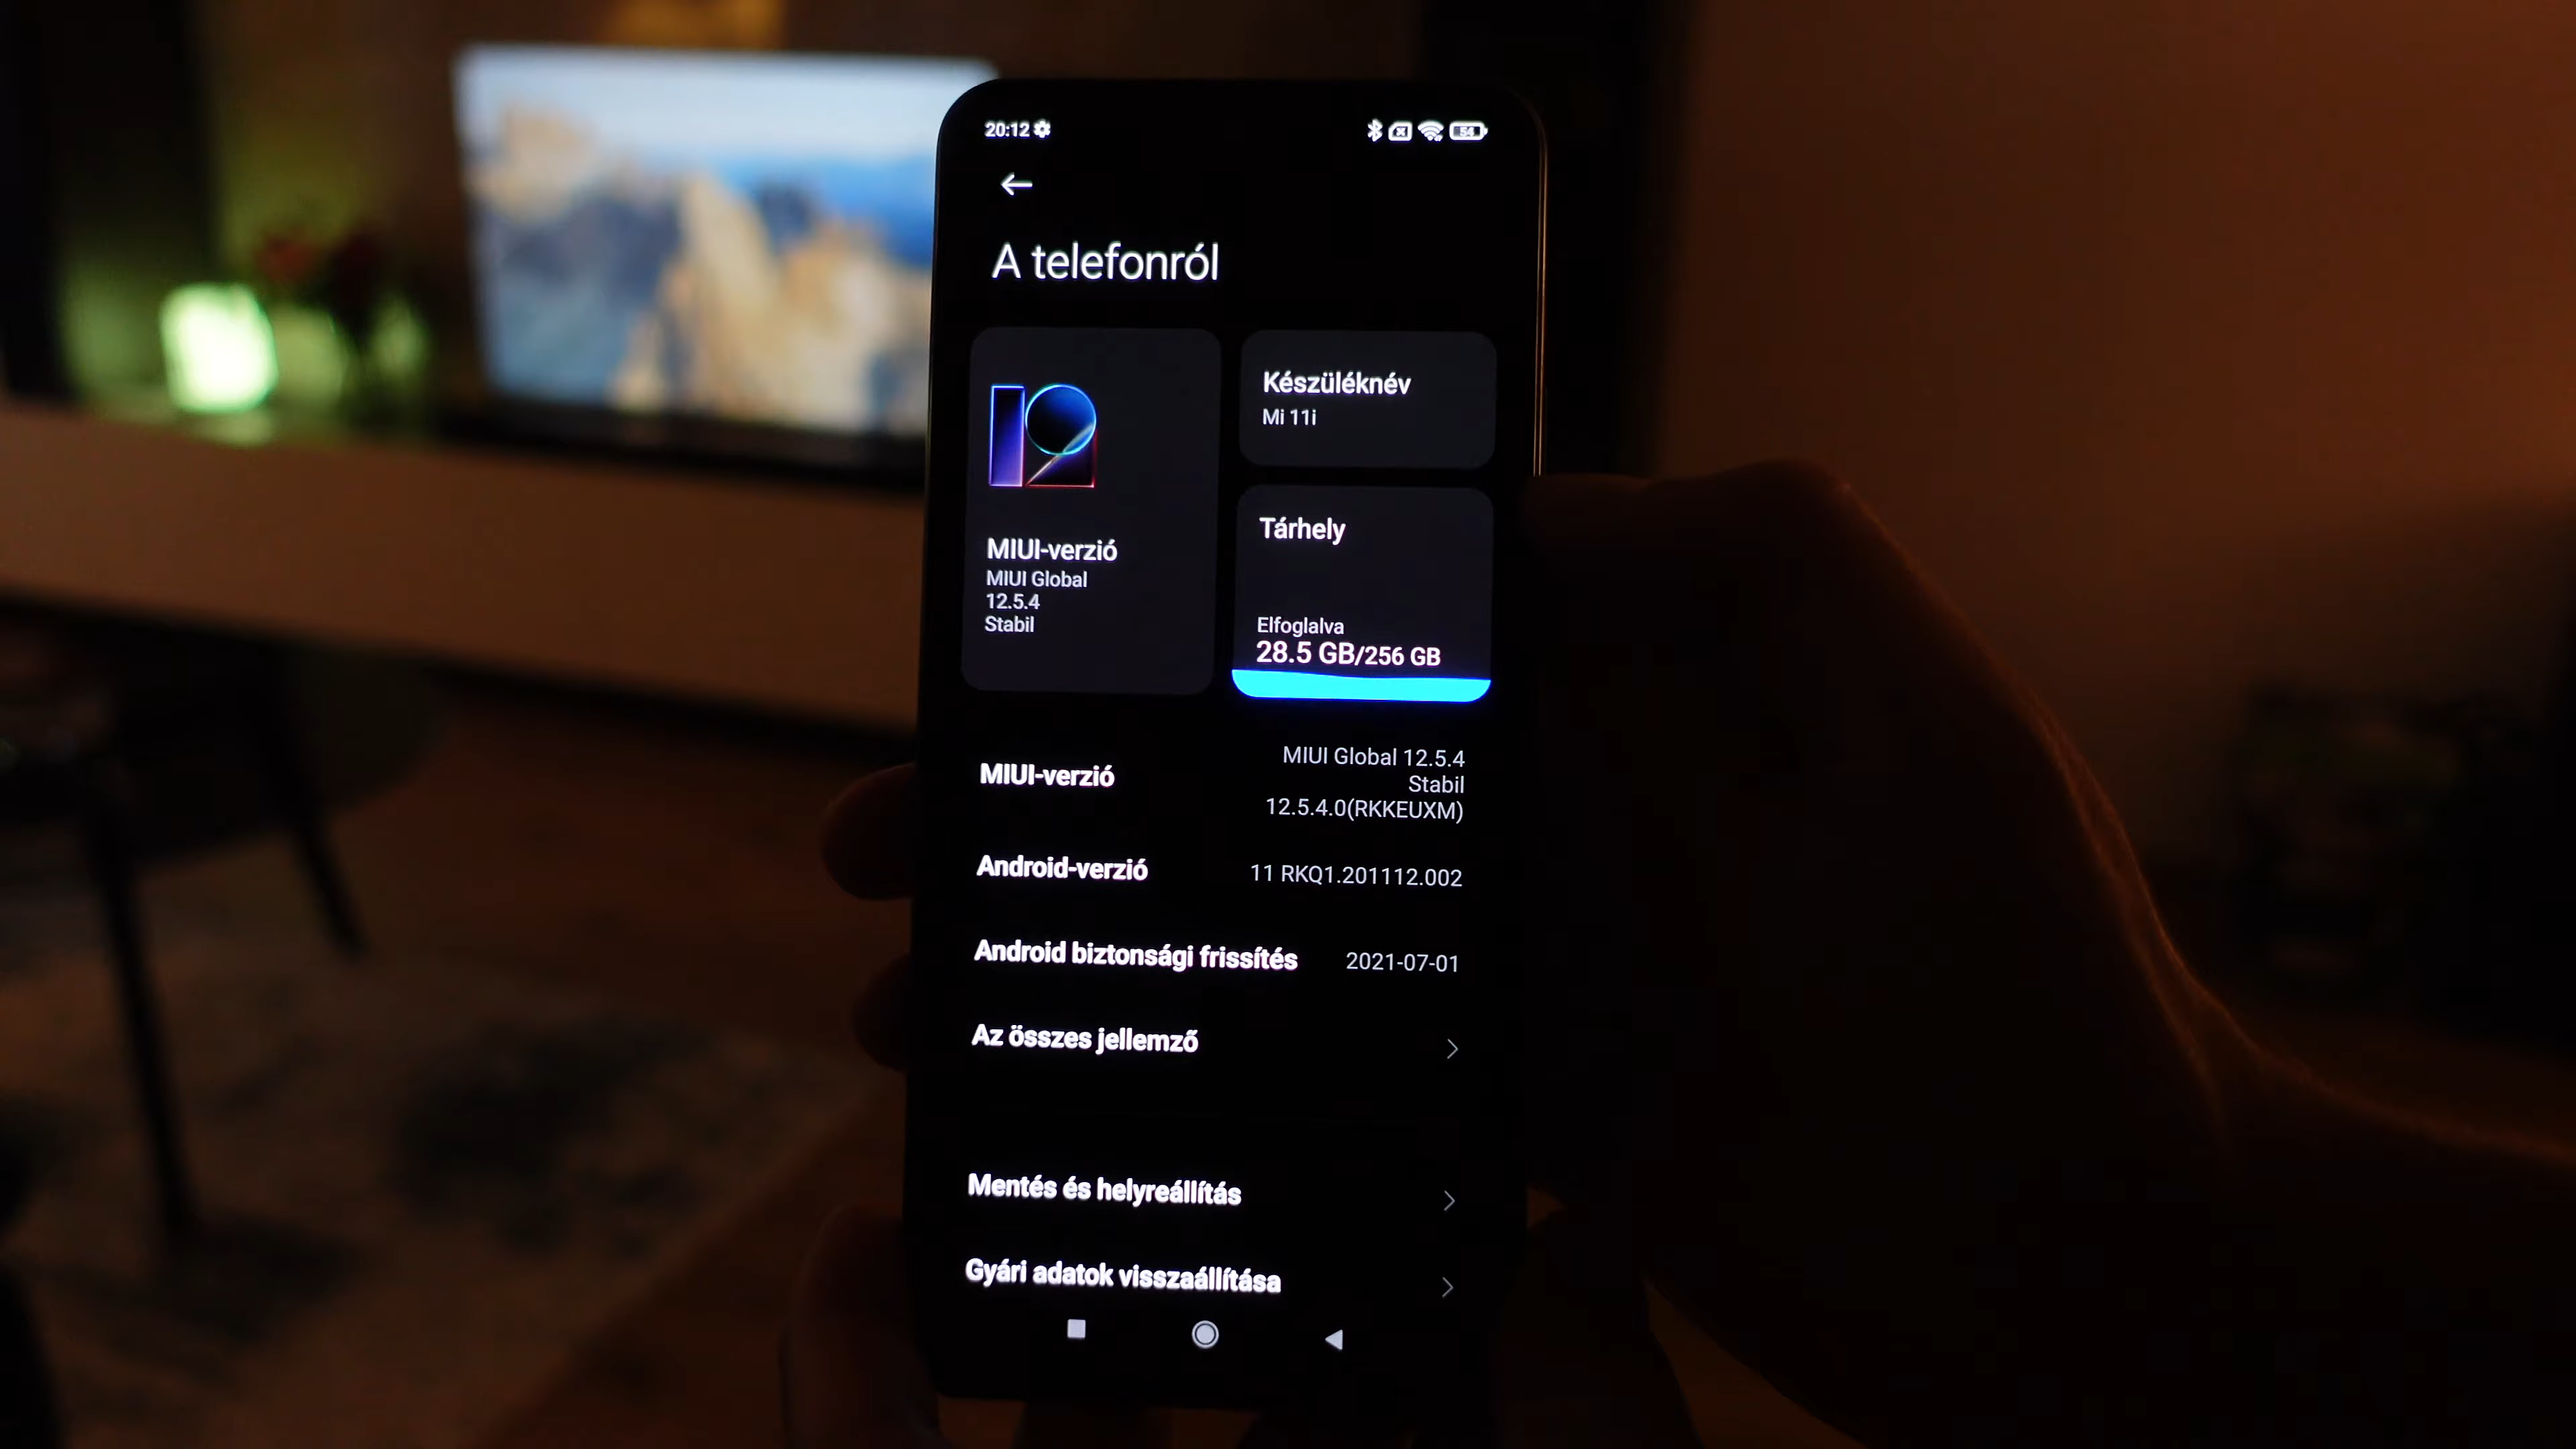 20:12
54
A telefonról
12
MIUI-verzió
MIUI Global
12.5.4
Stabil
Készüléknév
Mi 11i
Tárhely
Elfoglalva
28.5 GB/256 GB
MIUI-verzió
MIUI Global 12.5.4
Stabil
12.5.4.0(RKKEUXM)
Android-verzió
11 RKQ1.201112.002
Android biztonsági frissítés
2021-07-01
Az összes jellemző
Mentés és helyreállítás
Gyári adatok visszaállítása